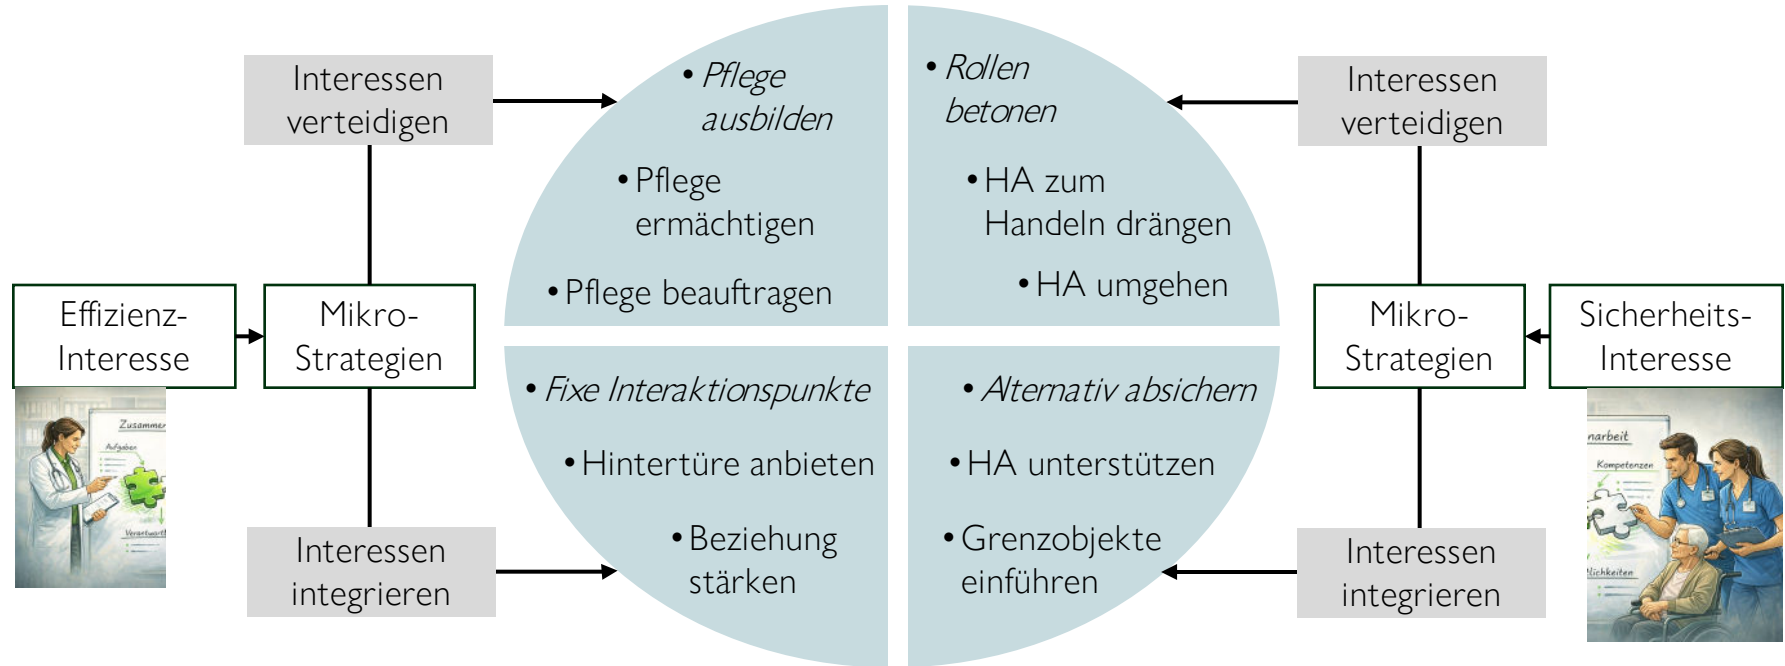 Interessen
verteidigen
• Pflege
ausbilden
• Pflege
ermächtigen
• Pflege beauftragen
• Rollen
betonen
• HA zum
Handeln drängen
• HA umgehen
Interessen
verteidigen
Effizienz-
Interesse
Mikro-
Strategien
Mikro-
Strategien
Sicherheits-
Interesse
• Fixe Interaktionspunkte
• Hintertüre anbieten
• Beziehung
stärken
• Alternativ absichern
• HA unterstützen
• Grenzobjekte
einführen
Interessen
integrieren
Interessen
integrieren
Zusammen
Aufgaben
Verantwortl
narbeit
Kompetenzen
tlichkeiten